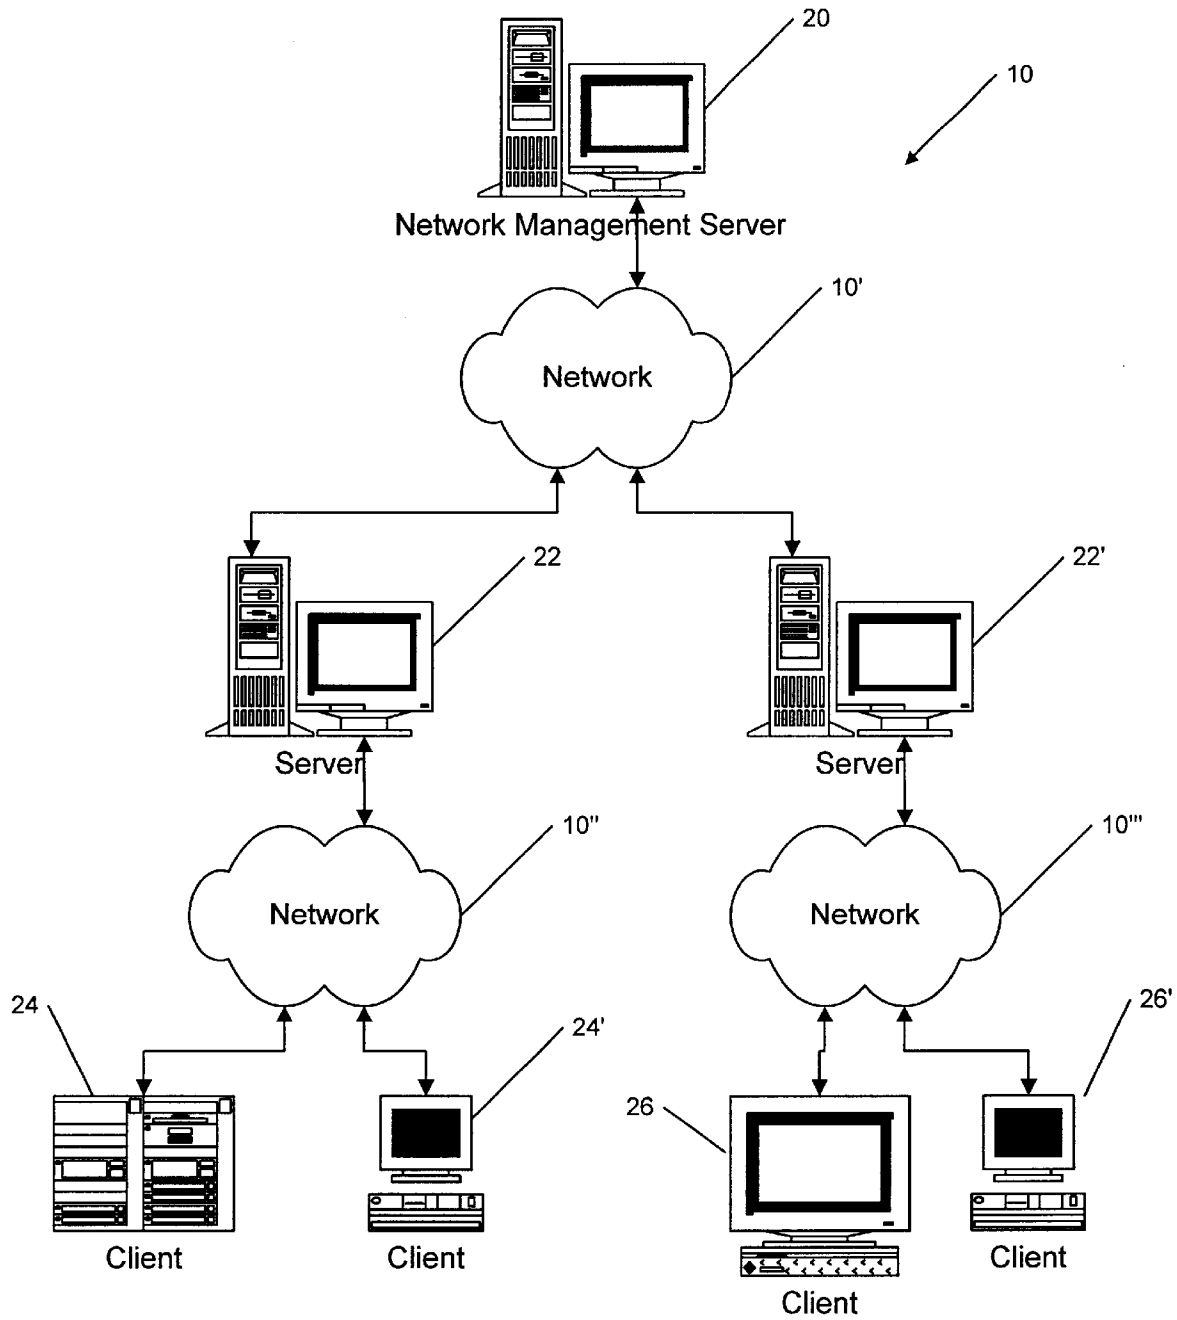 20
10
Network Management Server
10'
Network
22
22'
Server
Server
10"
10'"
Network
Network
24
24'
26'
26
Client
Client
Client
Client